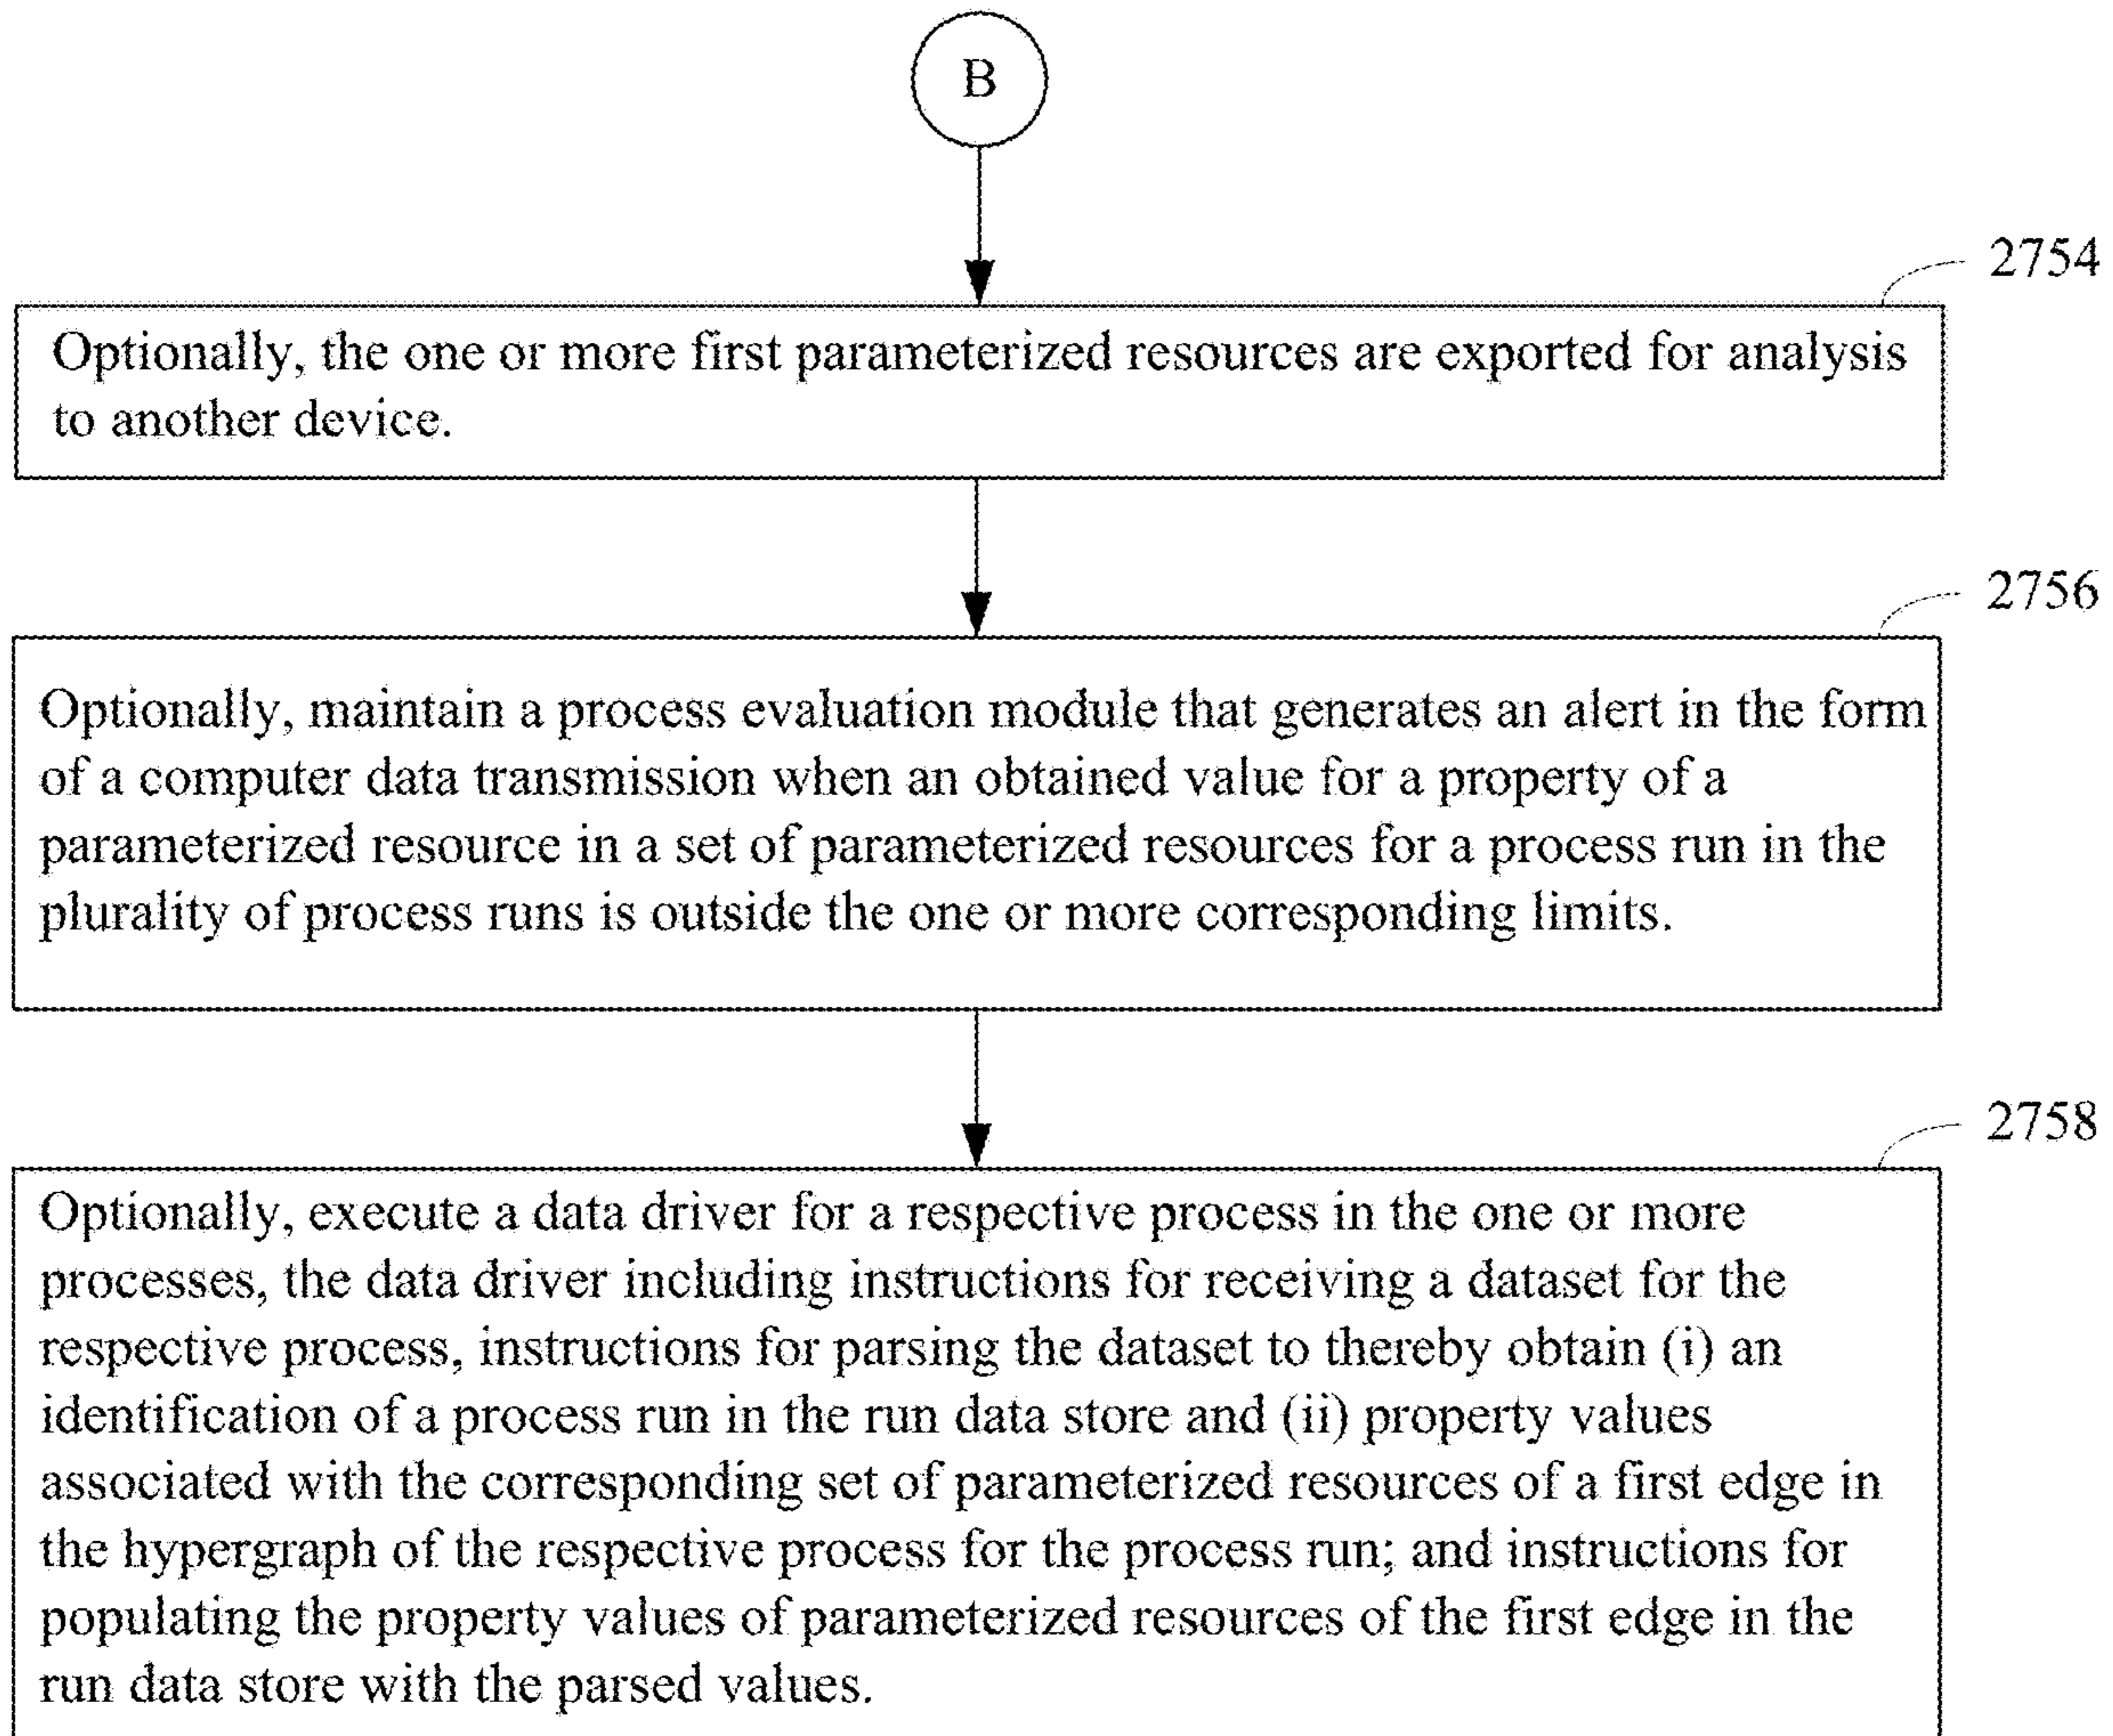 B
2754
Optionally, the one or more first parameterized resources are exported for analysis
to another device.
2756
Optionally, maintain a process evaluation module that generates an alert in the form
of a computer data transmission when an obtained value for a property of a
parameterized resource in a set of parameterized resources for a process run in the
plurality of process runs is outside the one or more corresponding limits.
2758
Optionally, execute a data driver for a respective process in the one or more
processes, the data driver including instructions for receiving a dataset for the
respective process, instructions for parsing the dataset to thereby obtain (i) an
identification of a process run in the run data store and (ii) property values
associated with the corresponding set of parameterized resources of a first edge in
the hypergraph of the respective process for the process run; and instructions for
populating the property values of parameterized resources of the first edge in the
run data store with the parsed values.